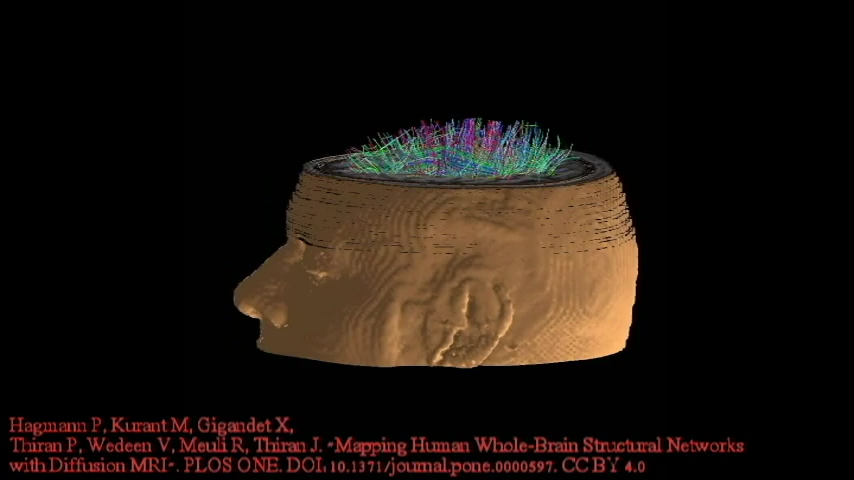 Hagmann P, Kurant M, Gigandet X,
Thiran P, Wedeen V, Meuli R, Thiran J. "Mapping Human Whole-Brain Structural Networks
with Diffusion MRI". PLOS ONE. DOI: 10.1371/journal.pone.0000597. CC BY 4.0